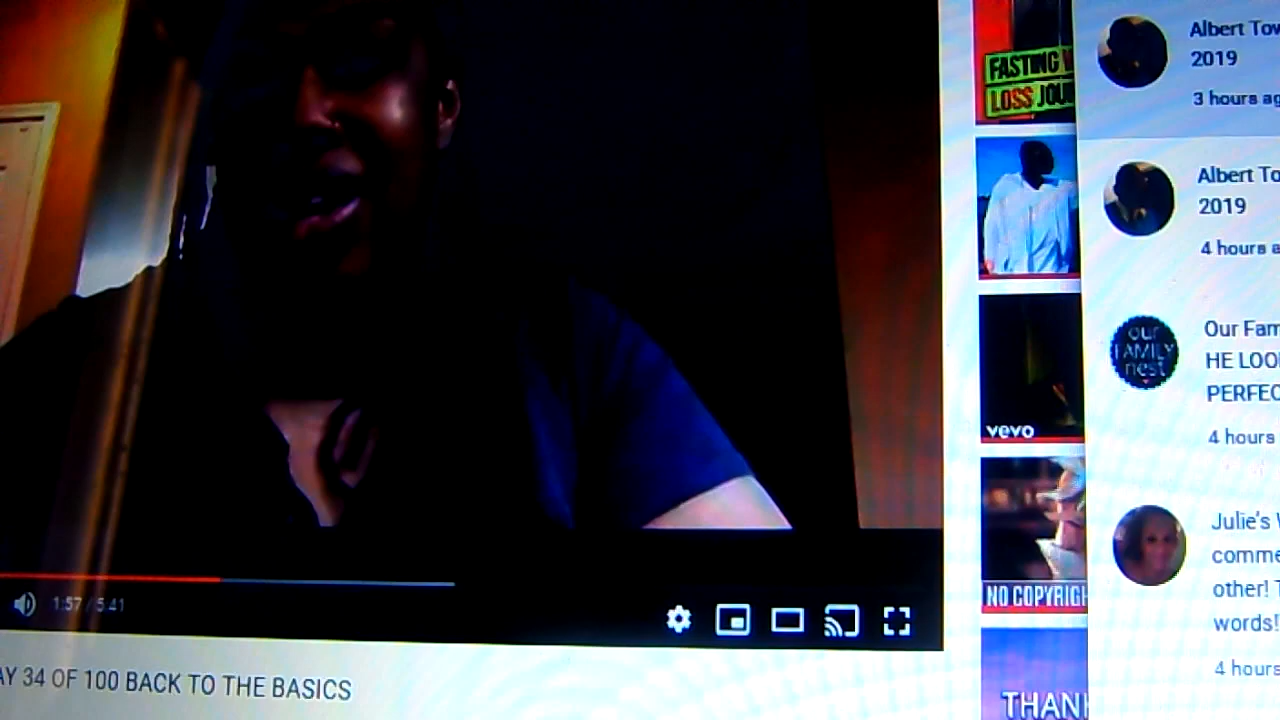 FASTING
LOSS
vevo
NO COPYRIGH
THAN
1:57 / 5:41
AY 34 OF 100 BACK TO THE BASICS
Albert Tow
2019
3 hours ag
Albert To
2019
4 hours a
our
FAMILY
nest
Our Fam
HE LOO
PERFEC
4 hours
Julie's
comme
other! T
words!
4 hours